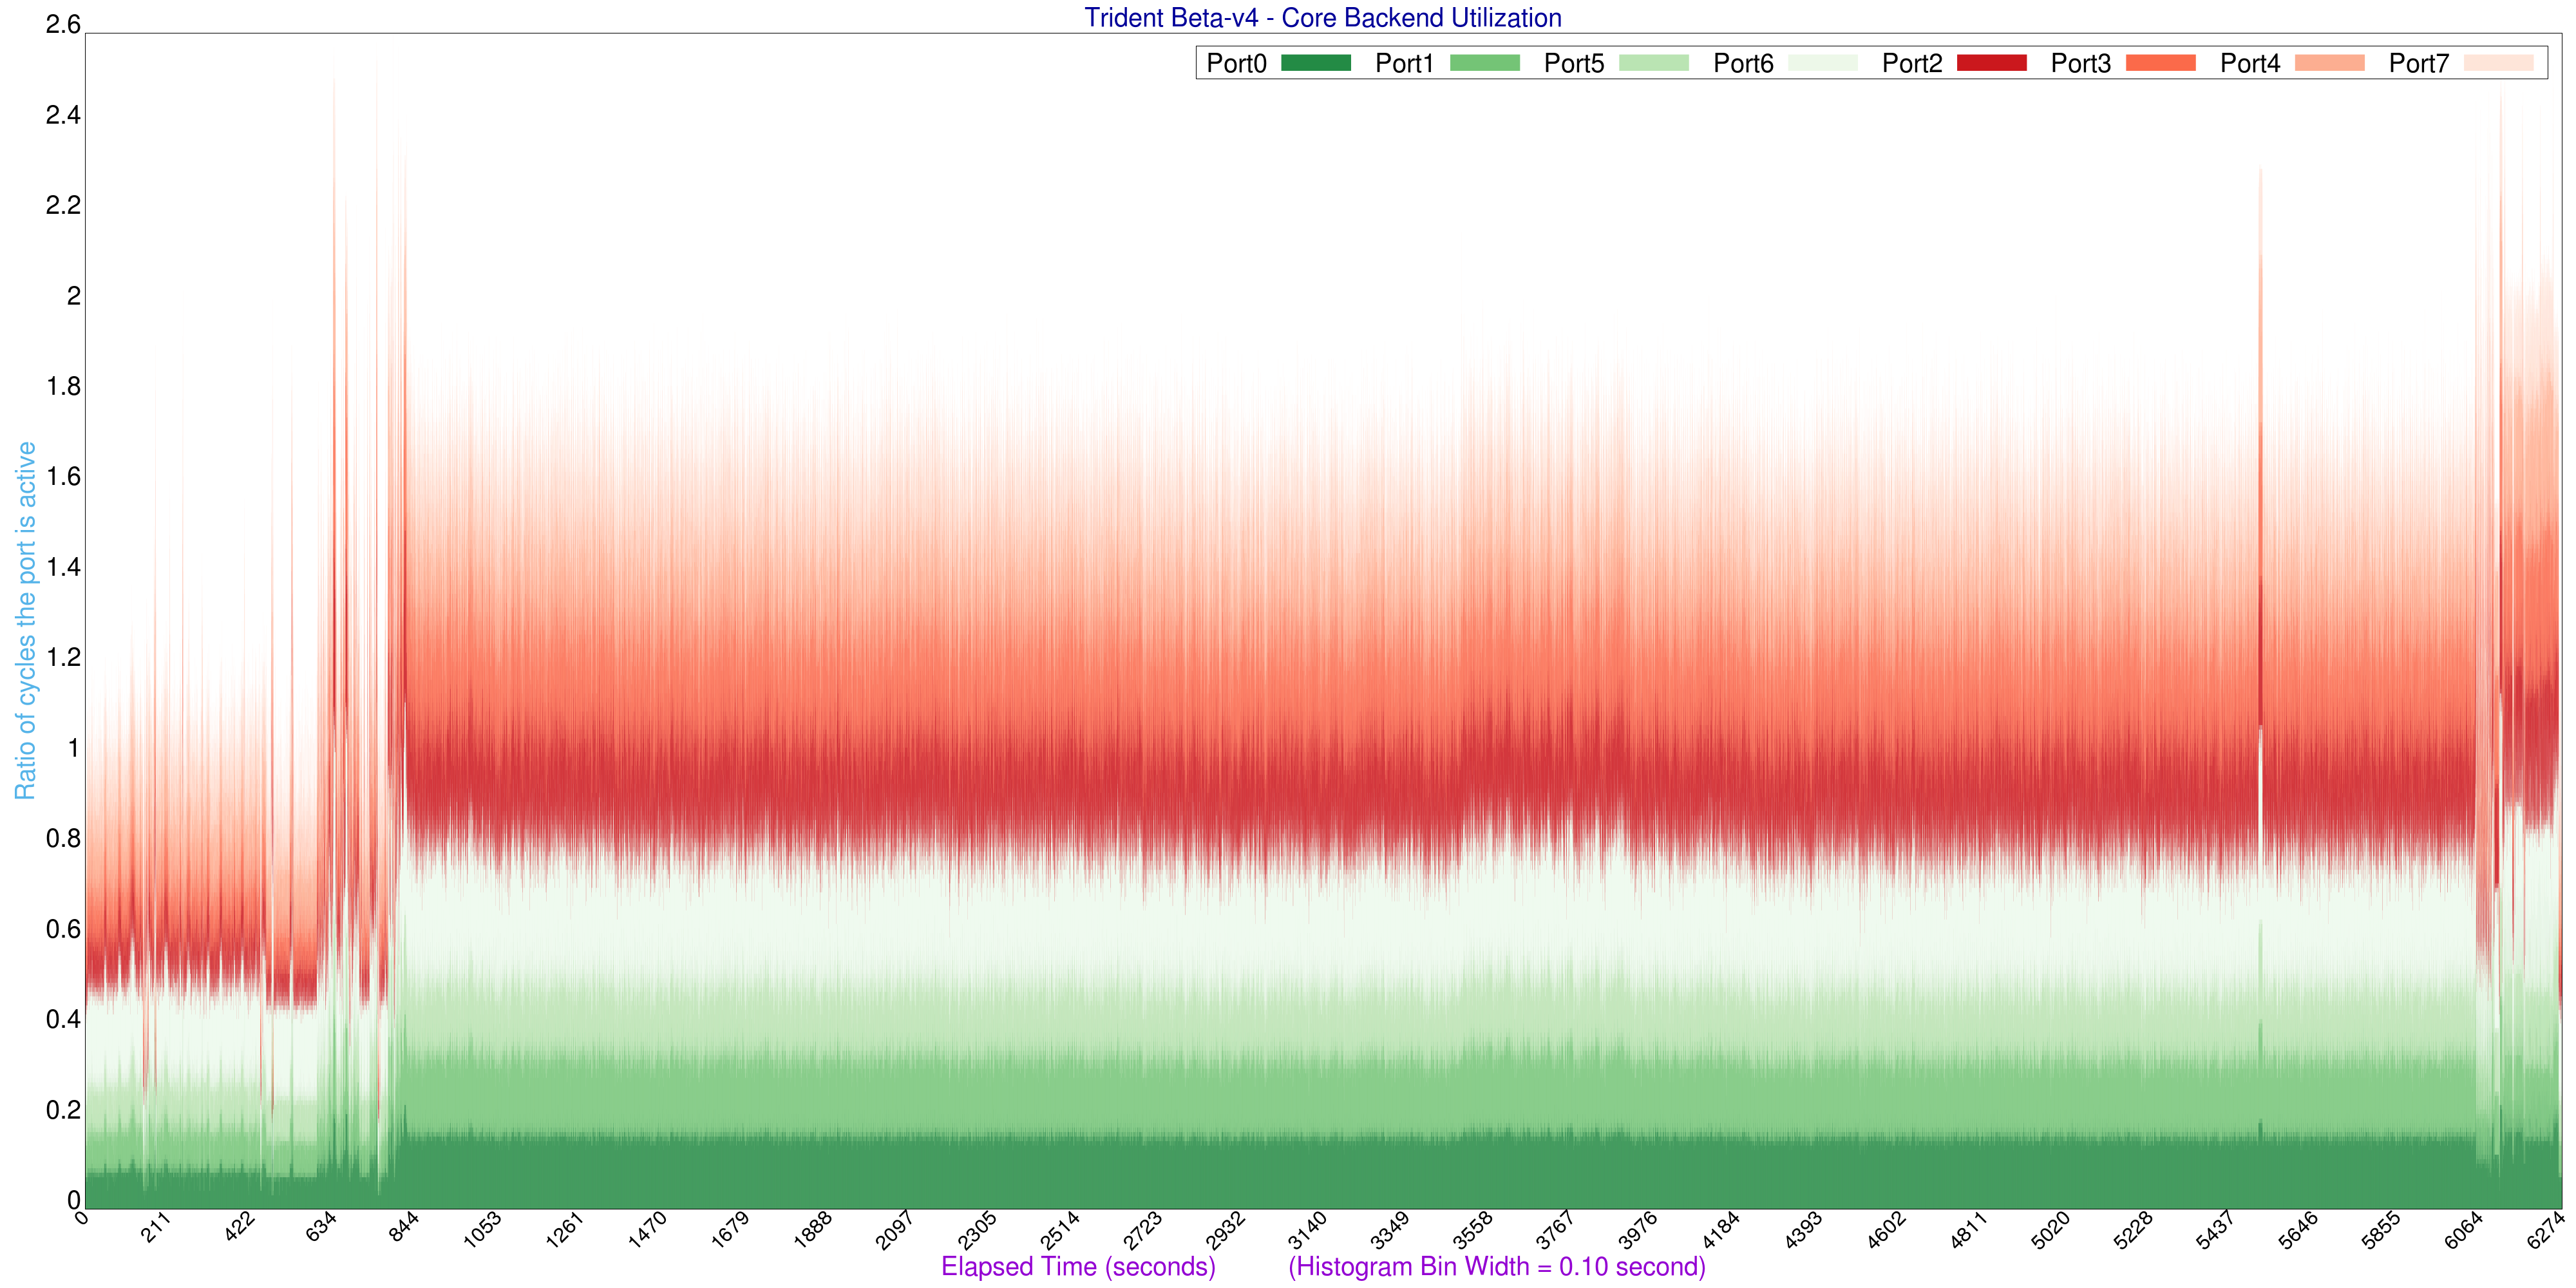 Trident Beta-v4 - Core Backend Utilization
Port0 Port1 Port5 Port6 Port2 Port3 Port4 Port7
2.6
2.4
2.2
2
1.8
1.6
1.4
1.2
1
0.8
0.6
0.4
0.2
0
Ratio of cycles the port is active
0 211 422 634 844 1053 1261 1470 1679 1888 2097 2305 2514 2723 2932 3140 3349 3558 3767 3976 4184 4393 4602 4811 5020 5228 5437 5646 5855 6064 6274
Elapsed Time (seconds) (Histogram Bin Width = 0.10 second)